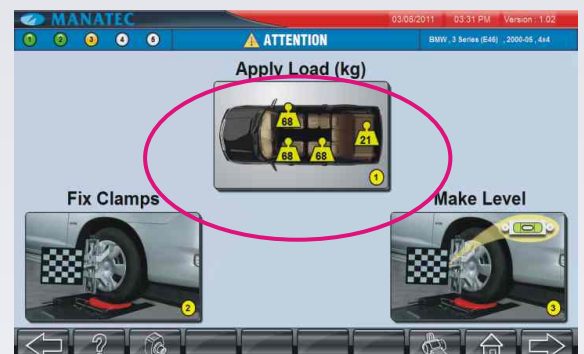 MANATEC
03/05/2011 03:31 PM Version : 1.02
1 2 3 4 5
ATTENTION
BMW , 3 Series (E46) , 2000-05 , 4x4
Apply Load (kg)
68
68 68
21
1
Fix Clamps
2
Make Level
3
?